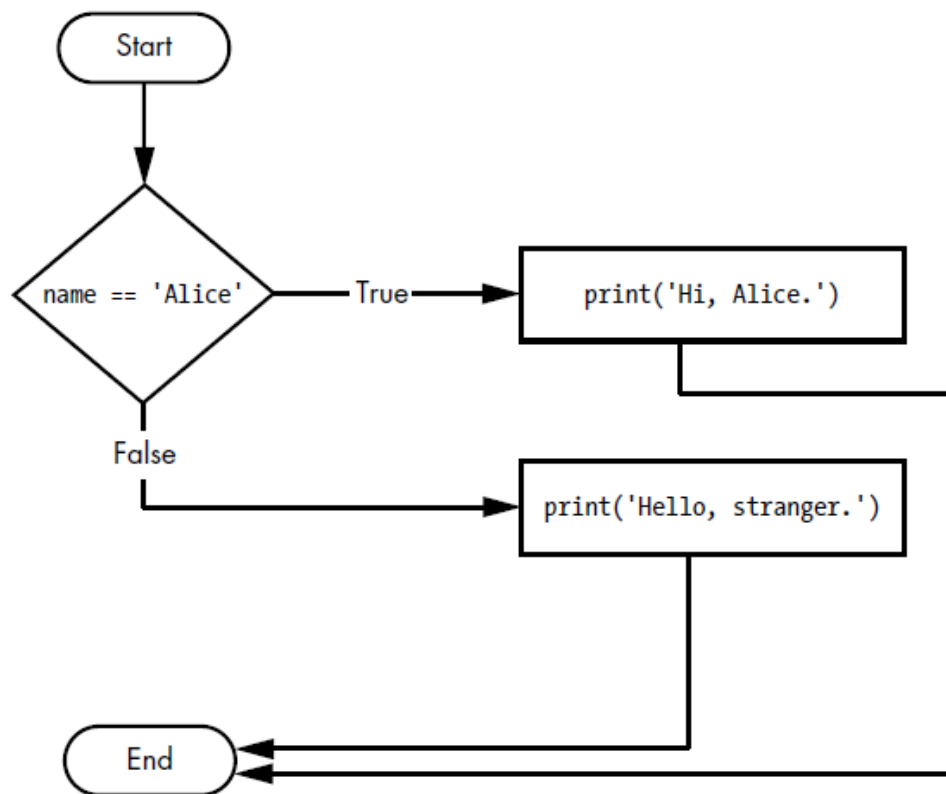 Start
name == 'Alice'
True
print('Hi, Alice.')
False
print('Hello, stranger.')
End